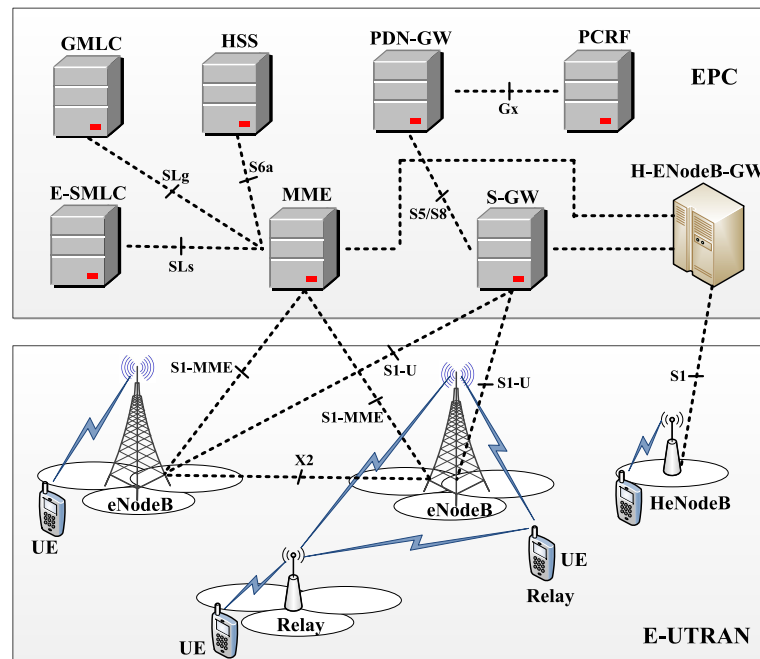 GMLC
HSS
PDN-GW
PCRF
EPC
Gx
SLg
S6a
H-ENodeB-GW
E-SMLC
MME
S5/S8
S-GW
SLs
S1-MME
S1-U
S1-U
S1
S1-MME
X2
eNodeB
eNodeB
HeNodeB
UE
UE
UE
Relay
Relay
UE
E-UTRAN